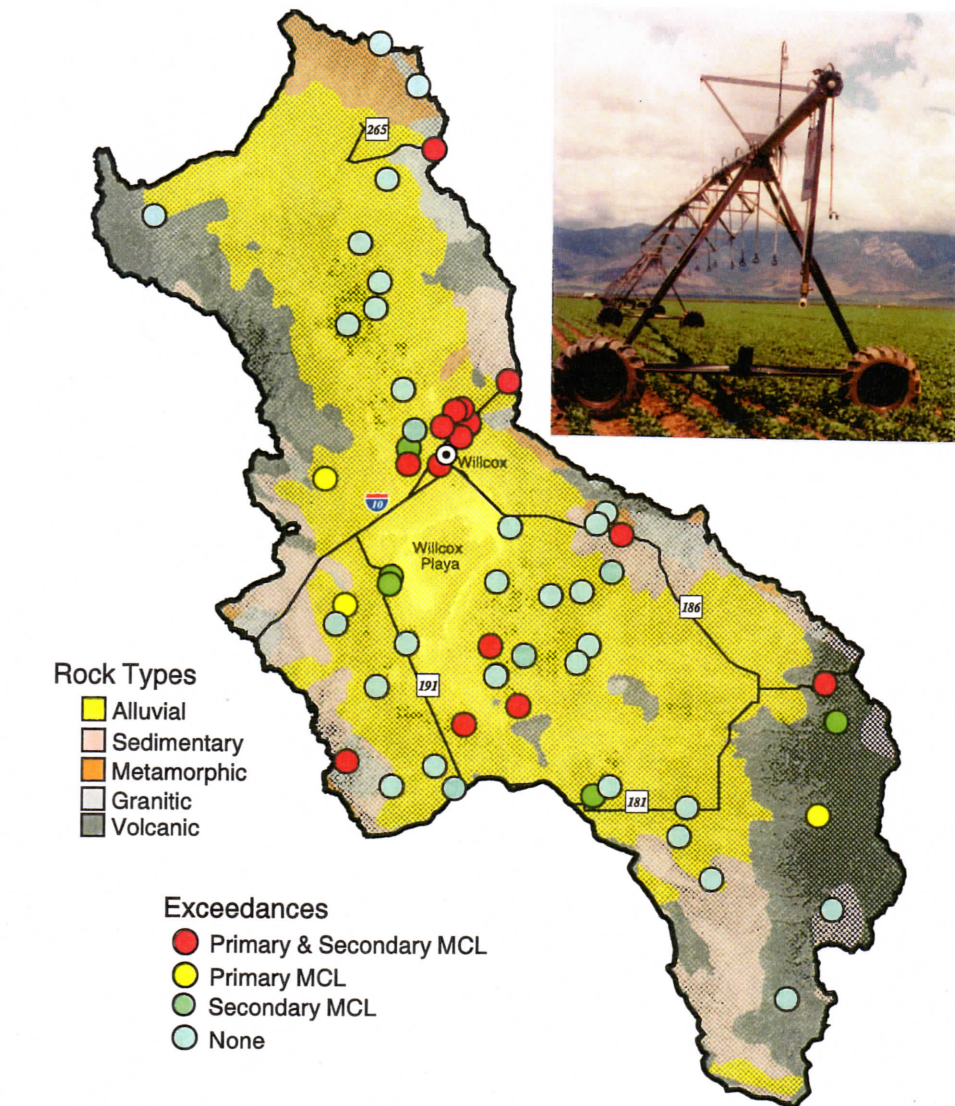 265
Willcox
10
Willcox
Playa
186
191
181
Rock Types
Alluvial
Sedimentary
Metamorphic
Granitic
Volcanic
Exceedances
Primary & Secondary MCL
Primary MCL
Secondary MCL
None